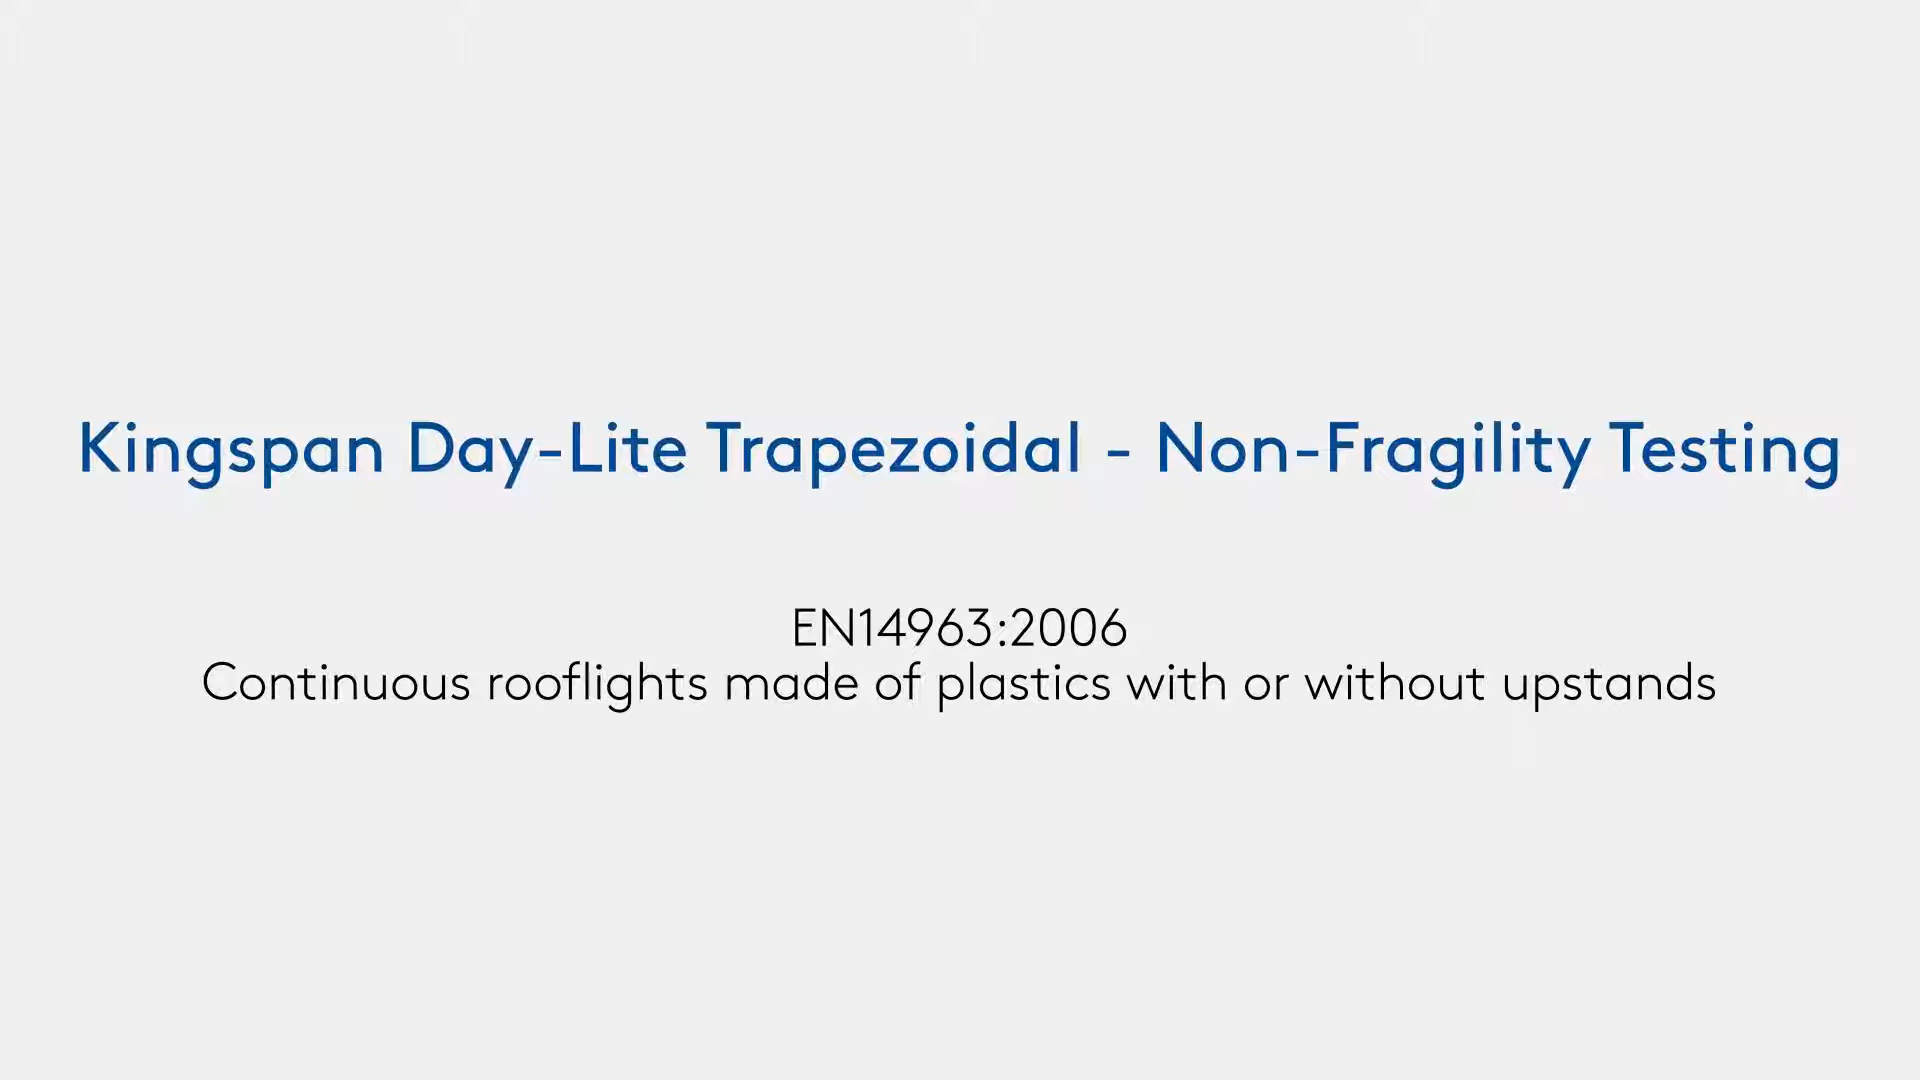 Kingspan Day-Lite Trapezoidal - Non-Fragility Testing
EN14963:2006
Continuous rooflights made of plastics with or without upstands